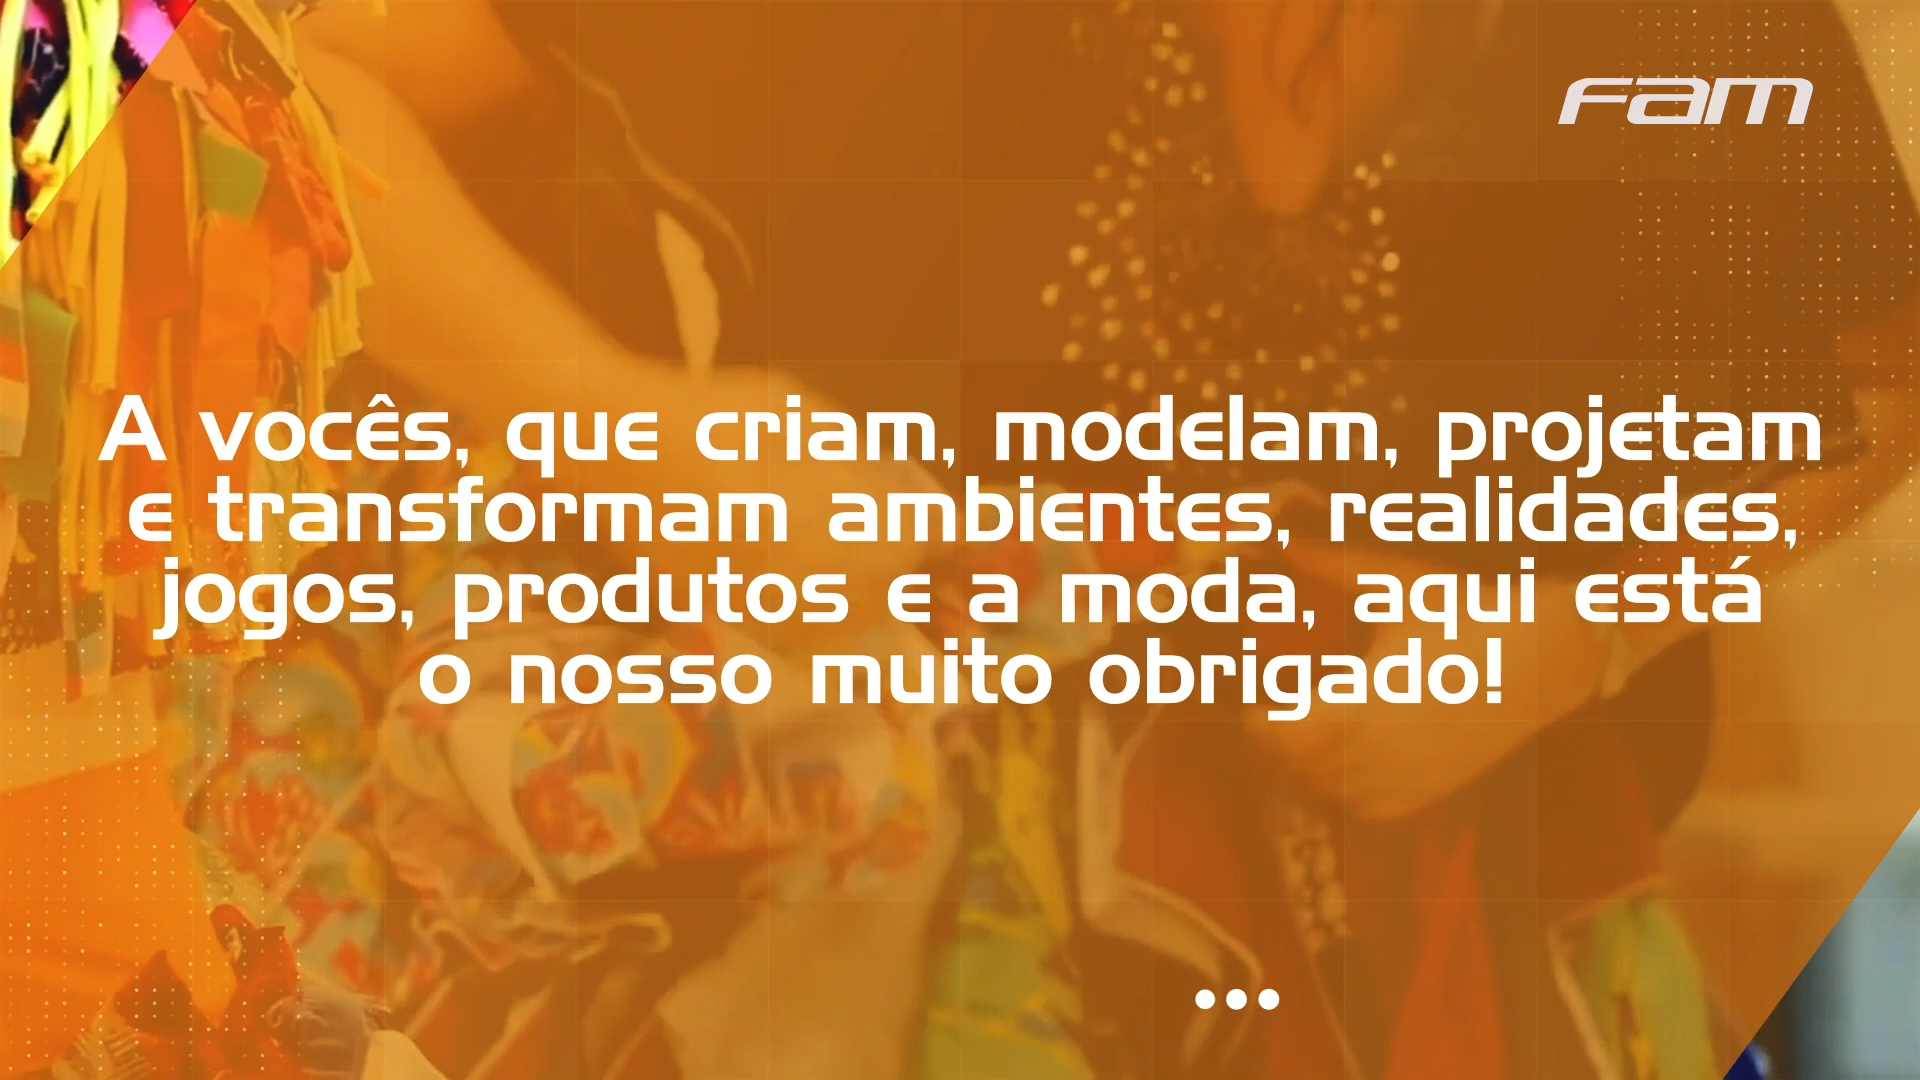 fam
A vocês, que criam, modelam, projetam
e transformam ambientes, realidades,
jogos, produtos e a moda, aqui está
o nosso muito obrigado!
...